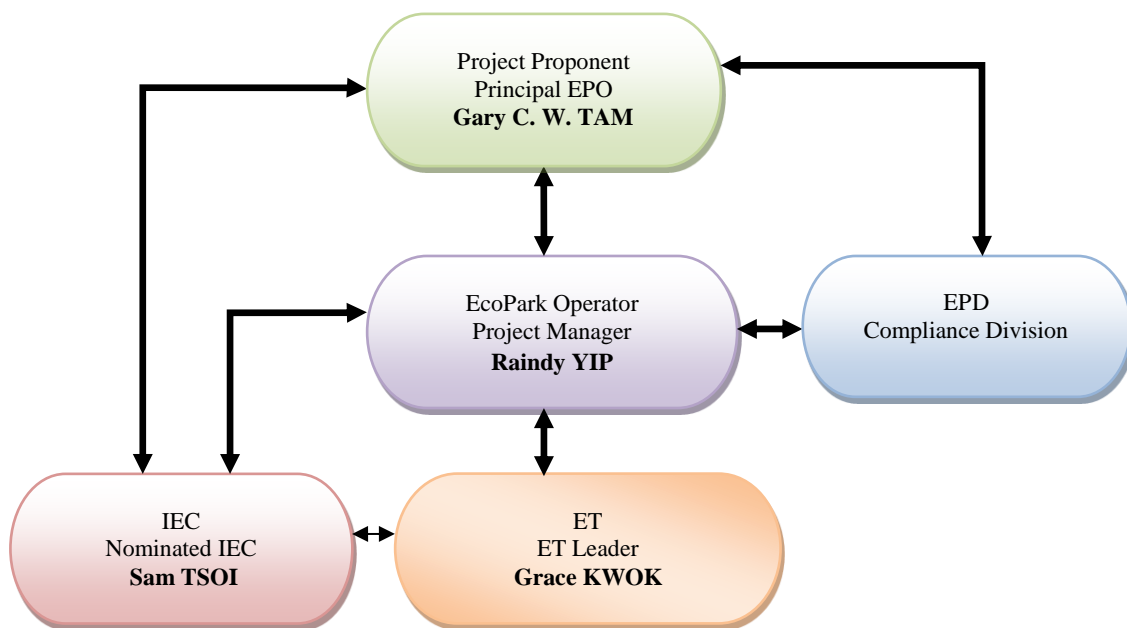 Project Proponent
Principal EPO
Gary C. W. TAM
EcoPark Operator
Project Manager
Raindy YIP
EPD
Compliance Division
IEC
Nominated IEC
Sam TSOI
ET
ET Leader
Grace KWOK